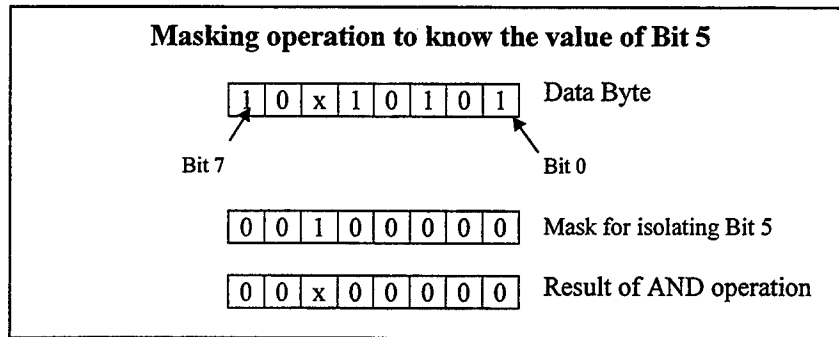 Masking operation to know the value of Bit 5
1 0 x 1 0 1 0 1 Data Byte
Bit 7 Bit 0
0 0 1 0 0 0 0 0 Mask for isolating Bit 5
0 0 x 0 0 0 0 0 Result of AND operation